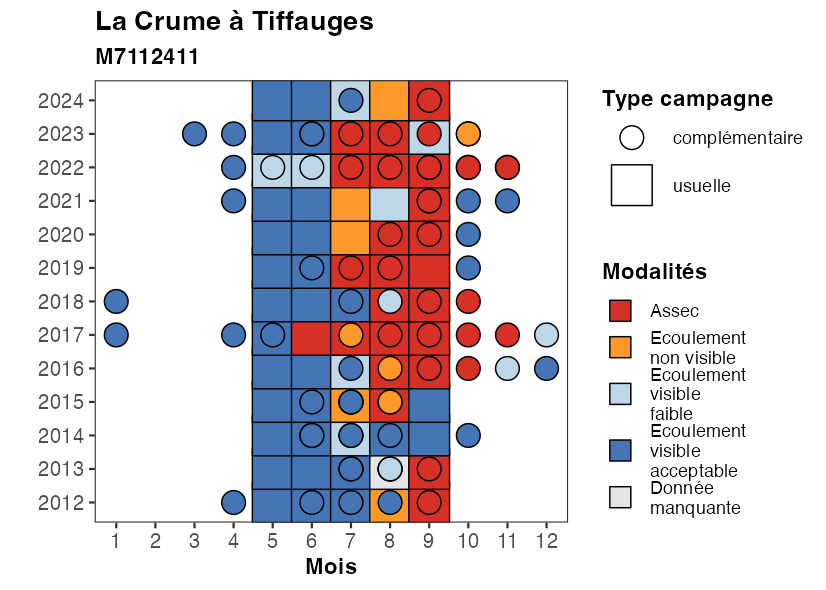 La Crume à Tiffauges
M7112411
2024
2023
2022
2021
2020
2019
2018
2017
2016
2015
2014
2013
2012
1 2 3 4 5 6 7 8 9 10 11 12
Mois
Type campagne
complémentaire
usuelle
Modalités
Assec
Ecoulement
non visible
Ecoulement
visible
faible
Ecoulement
visible
acceptable
Donnée
manquante